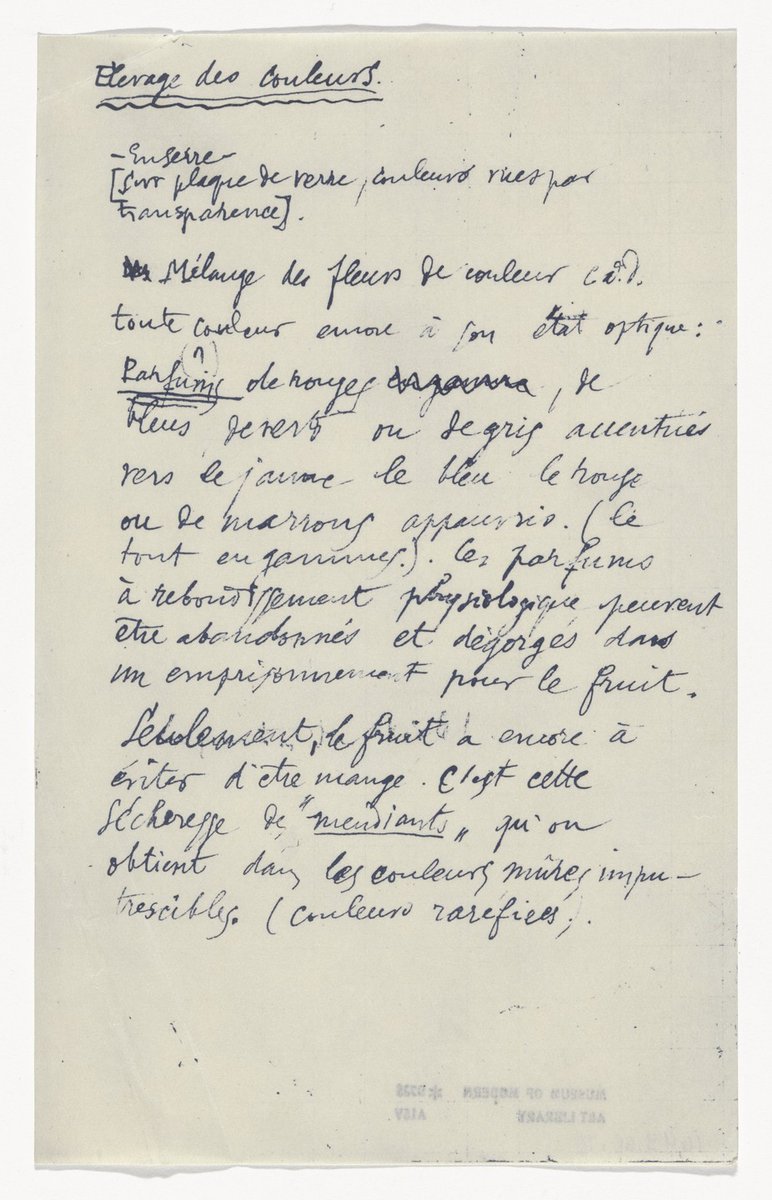 Elevage des couleurs.
– En serre –
[Sur plaque de verre, couleurs vues par
transparence].
Mélange des fleurs de couleur c.à.d.
toute couleur encore à son état optique :
(?)
Parfums de rouges, de
bleus, de verts ou de gris accentués
vers le jaune le bleu le rouge
ou de marrons appauvris. (le
tout en gammes.). Ces parfums
à rebondissement physiologique peuvent
être abandonnés et dégorgés dans
un emprisonnement pour le fruit.
Seulement, le fruit a encore à
éviter d'être mangé. C'est cette
sécheresse de "mendiants" qu'on
obtient dans les couleurs mûres impu-
trescibles. (couleurs raréfiées).
MUSEUM OF MODERN
ART LIBRARY